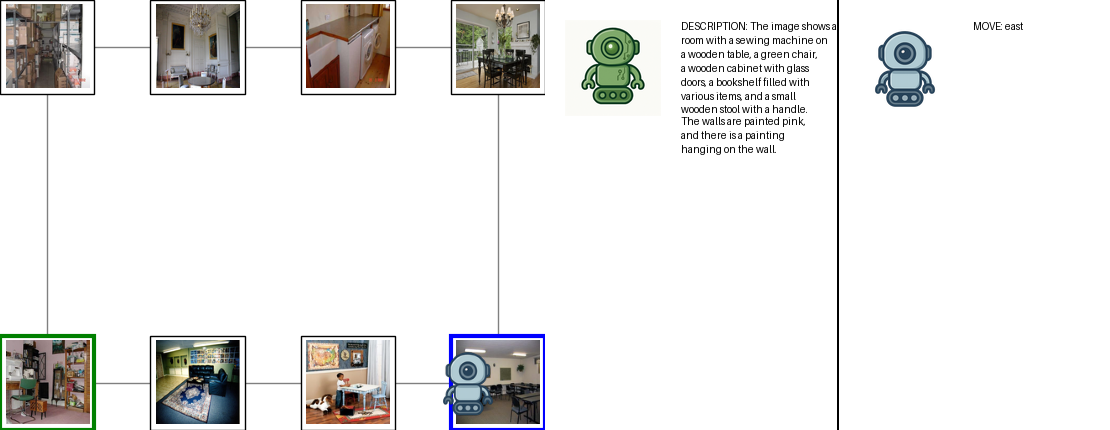 DESCRIPTION: The image shows a
room with a sewing machine on
a wooden table, a green chair,
a wooden cabinet with glass
doors, a bookshelf filled with
various items, and a small
wooden stool with a handle.
The walls are painted pink,
and there is a painting
hanging on the wall.
MOVE: east